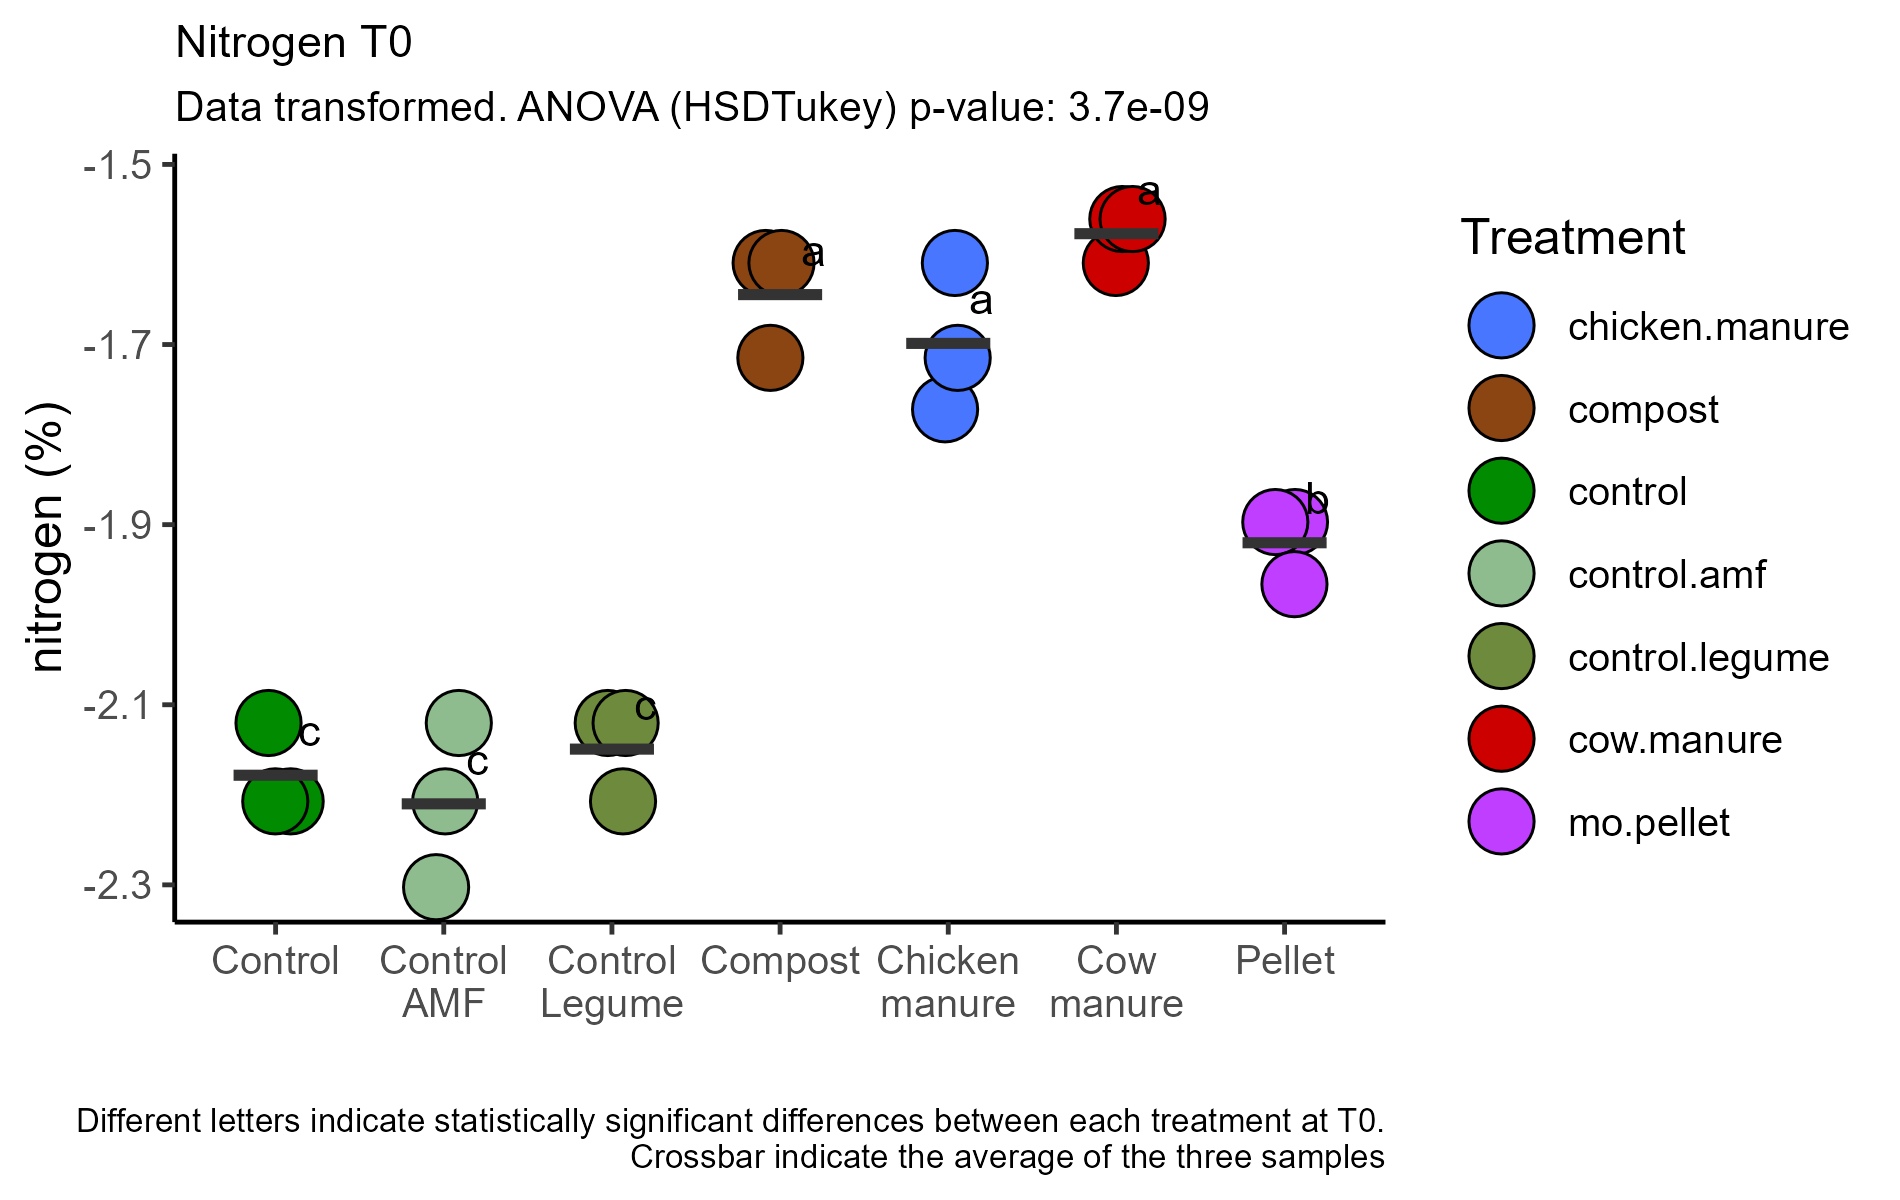 Nitrogen T0
Data transformed. ANOVA (HSDTukey) p-value: 3.7e-09
nitrogen (%)
-1.5
-1.7
-1.9
-2.1
-2.3
c
c
c
a
a
a
b
Control
Control
AMF
Control
Legume
Compost
Chicken
manure
Cow
manure
Pellet
Treatment
chicken.manure
compost
control
control.amf
control.legume
cow.manure
mo.pellet
Different letters indicate statistically significant differences between each treatment at T0.
Crossbar indicate the average of the three samples